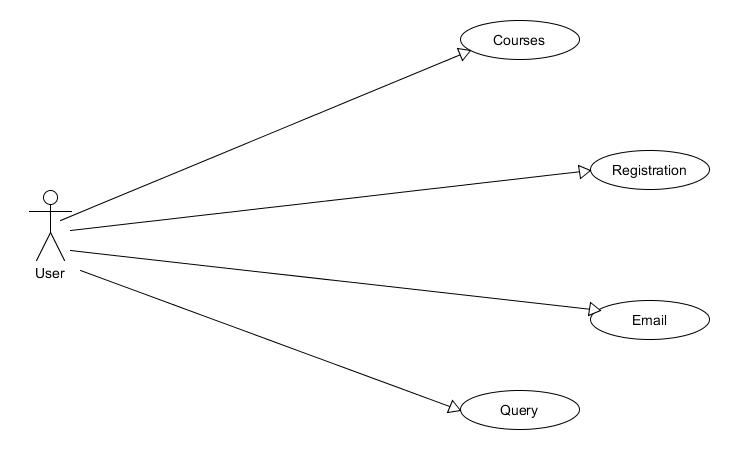 Courses
Registration
User
Email
Query